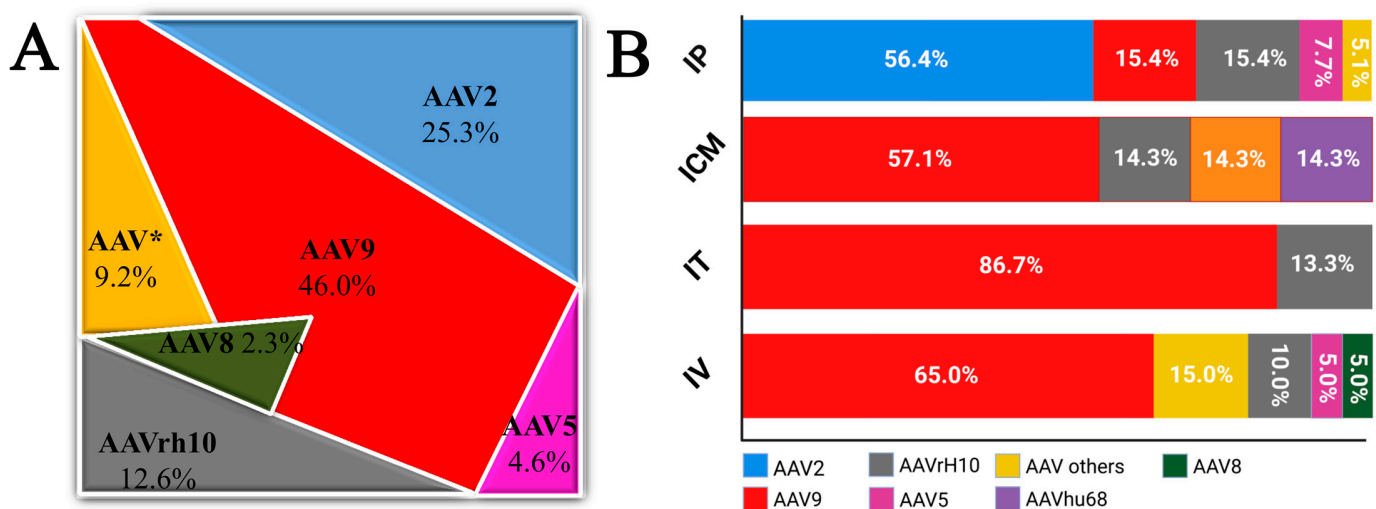 A
AAV2
25.3%
AAV*
9.2%
AAV9
46.0%
AAV8 2.3%
AAVrh10
12.6%
AAV5
4.6%
B
IP
56.4%
15.4%
15.4%
7.7%
5.1%
ICM
57.1%
14.3%
14.3%
14.3%
IT
86.7%
13.3%
IV
65.0%
15.0%
10.0%
5.0%
5.0%
AAV2
AAVrH10
AAV others
AAV8
AAV9
AAV5
AAVhu68